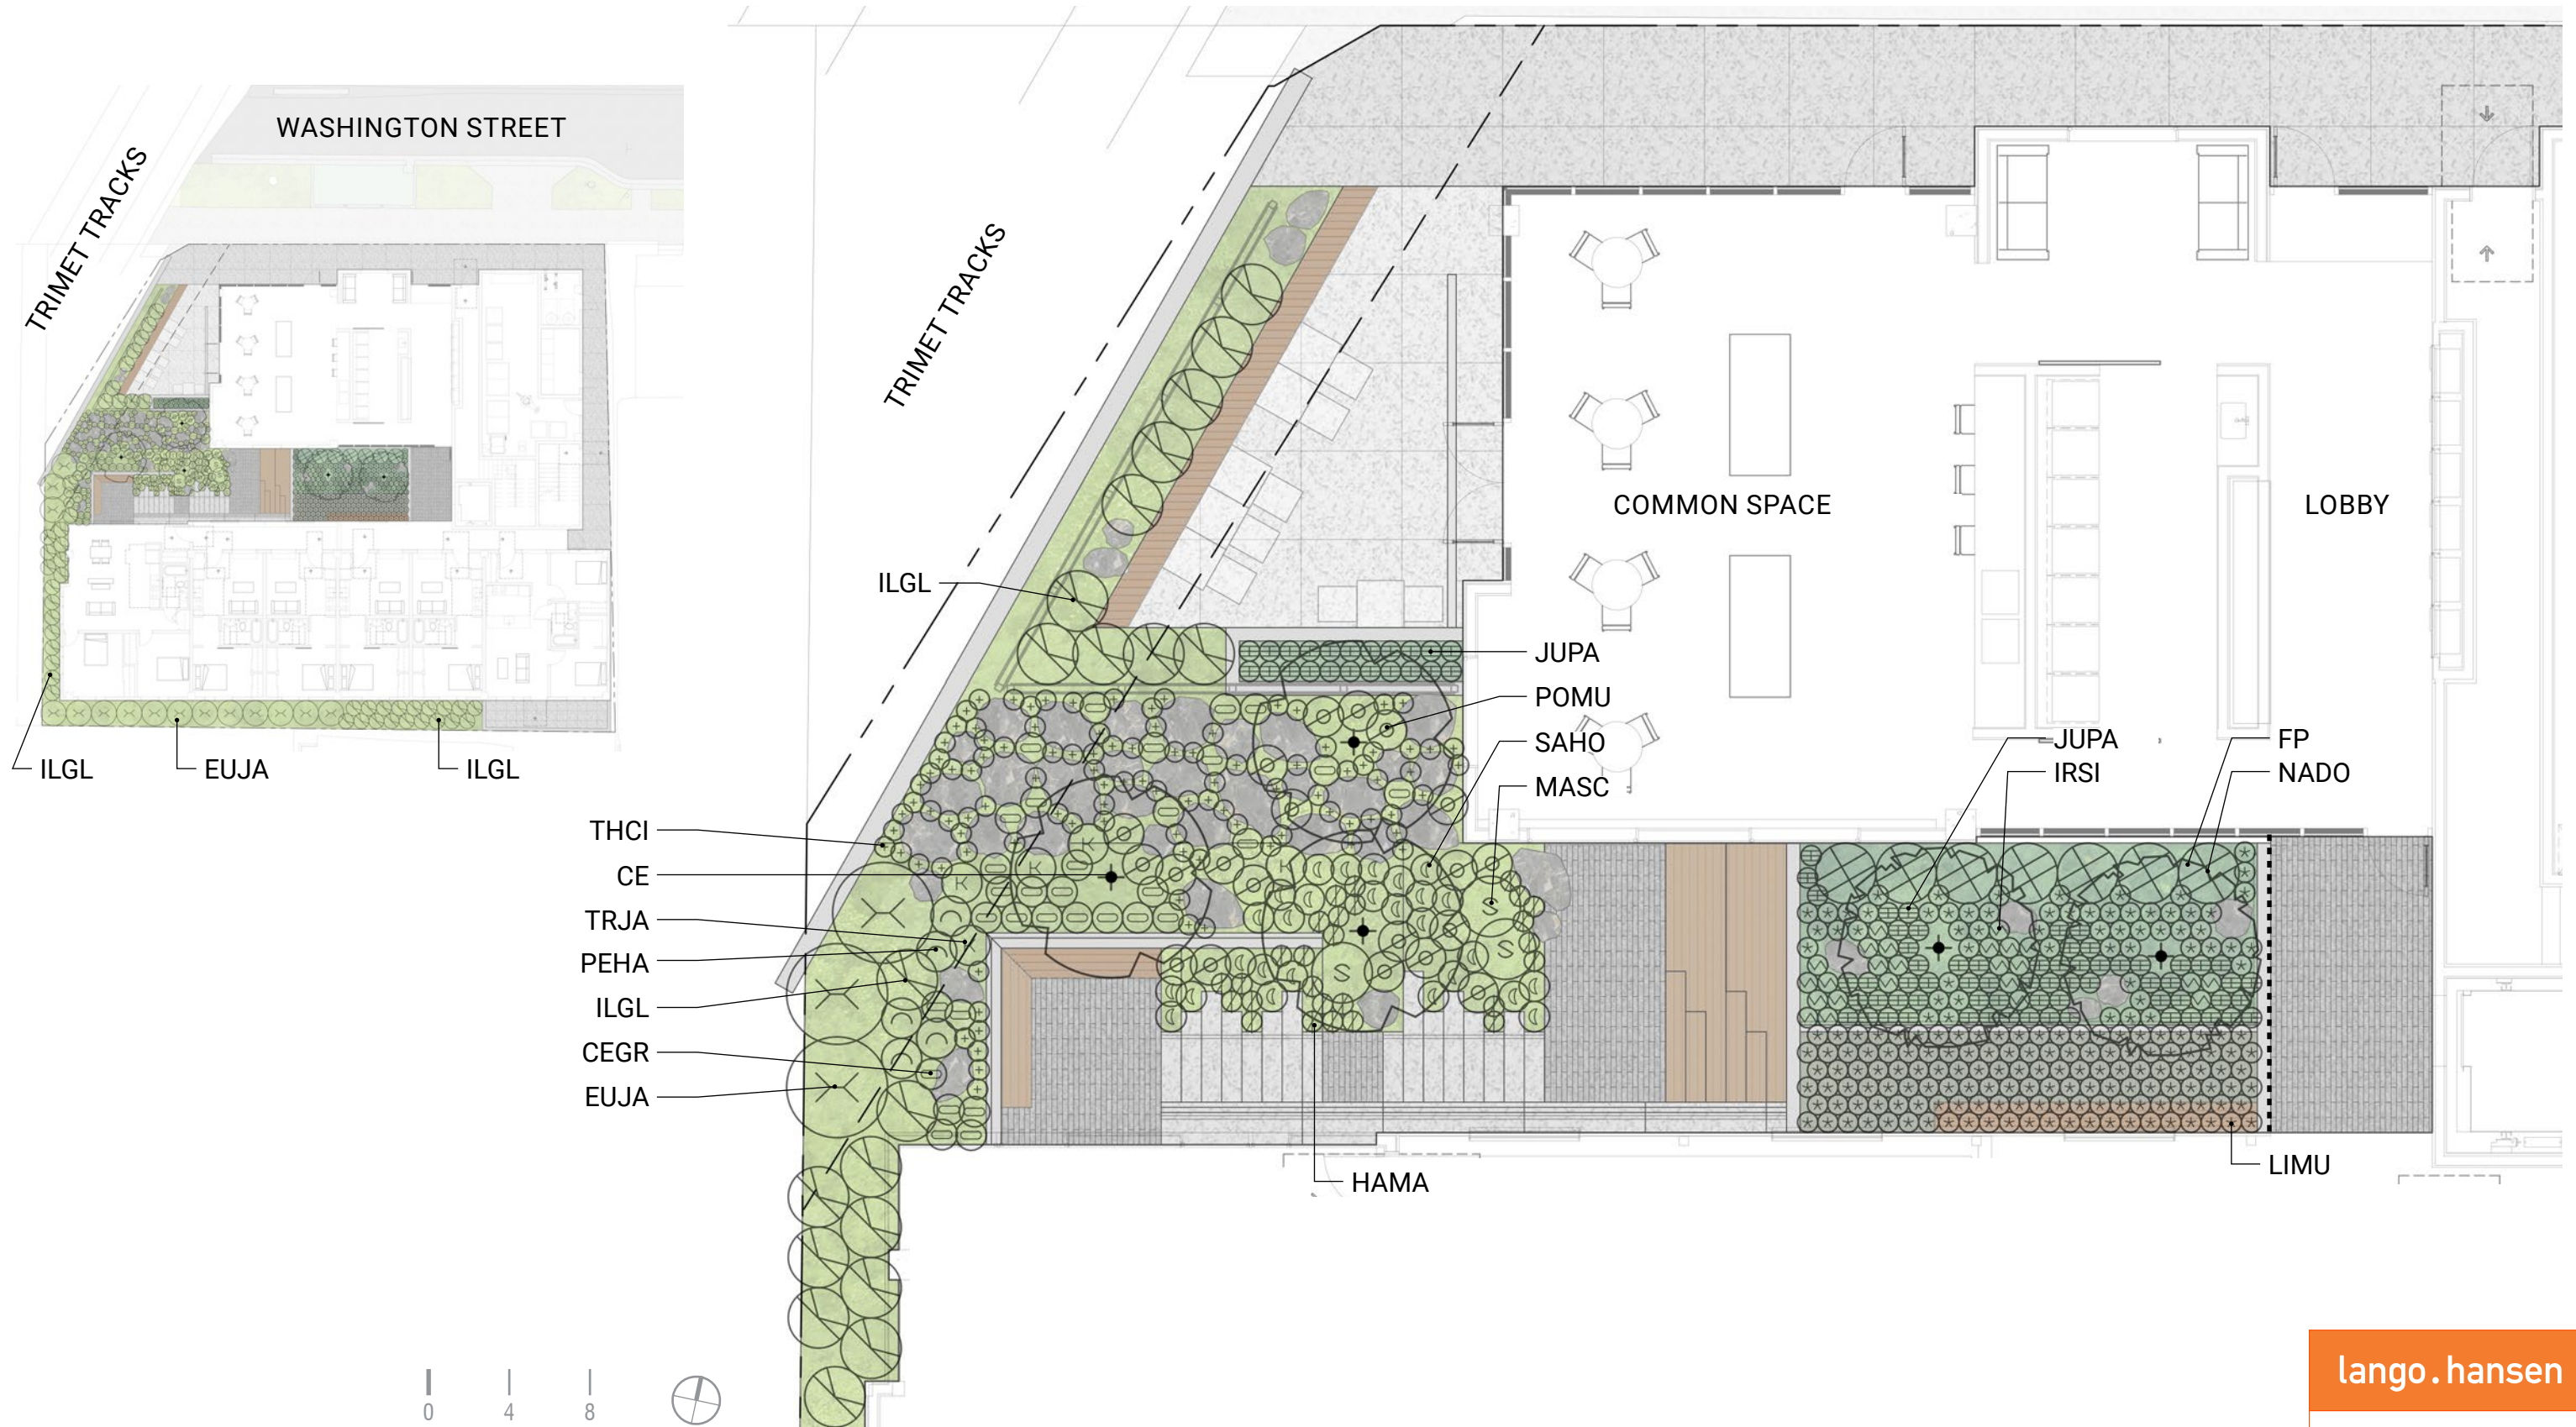 WASHINGTON STREET
TRIMET TRACKS
ILGL
EUJA
ILGL
TRIMET TRACKS
COMMON SPACE
LOBBY
ILGL
JUPA
POMU
SAHO
MASC
JUPA
IRSI
FP
NADO
THCI
CE
TRJA
PEHA
ILGL
CEGR
EUJA
HAMA
LIMU
0 4 8
lango.hansen